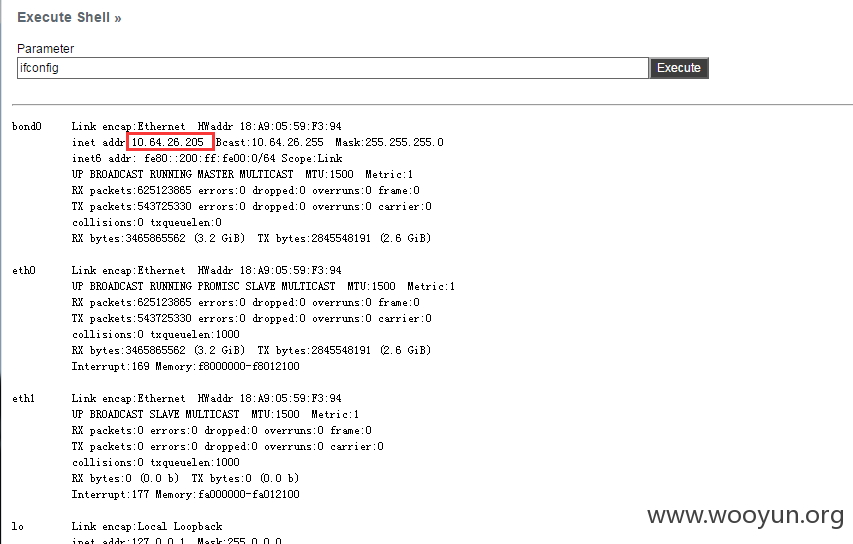 Execute Shell »
Parameter
ifconfig
Execute
bond0 Link encap:Ethernet HWaddr 18:A9:05:59:F3:94
inet addr:10.64.26.205 Bcast:10.64.26.255 Mask:255.255.255.0
inet6 addr: fe80::200:ff:fe00:0/64 Scope:Link
UP BROADCAST RUNNING MASTER MULTICAST MTU:1500 Metric:1
RX packets:625123865 errors:0 dropped:0 overruns:0 frame:0
TX packets:543725330 errors:0 dropped:0 overruns:0 carrier:0
collisions:0 txqueuelen:0
RX bytes:3465865562 (3.2 GiB) TX bytes:2845548191 (2.6 GiB)
eth0 Link encap:Ethernet HWaddr 18:A9:05:59:F3:94
UP BROADCAST RUNNING PROMISC SLAVE MULTICAST MTU:1500 Metric:1
RX packets:625123865 errors:0 dropped:0 overruns:0 frame:0
TX packets:543725330 errors:0 dropped:0 overruns:0 carrier:0
collisions:0 txqueuelen:1000
RX bytes:3465865562 (3.2 GiB) TX bytes:2845548191 (2.6 GiB)
Interrupt:169 Memory:f8000000-f8012100
eth1 Link encap:Ethernet HWaddr 18:A9:05:59:F3:94
UP BROADCAST SLAVE MULTICAST MTU:1500 Metric:1
RX packets:0 errors:0 dropped:0 overruns:0 frame:0
TX packets:0 errors:0 dropped:0 overruns:0 carrier:0
collisions:0 txqueuelen:1000
RX bytes:0 (0.0 b) TX bytes:0 (0.0 b)
Interrupt:177 Memory:fa000000-fa012100
lo Link encap:Local Loopback
inet addr:127.0.0.1 Mask:255.0.0.0
www.wooyun.org